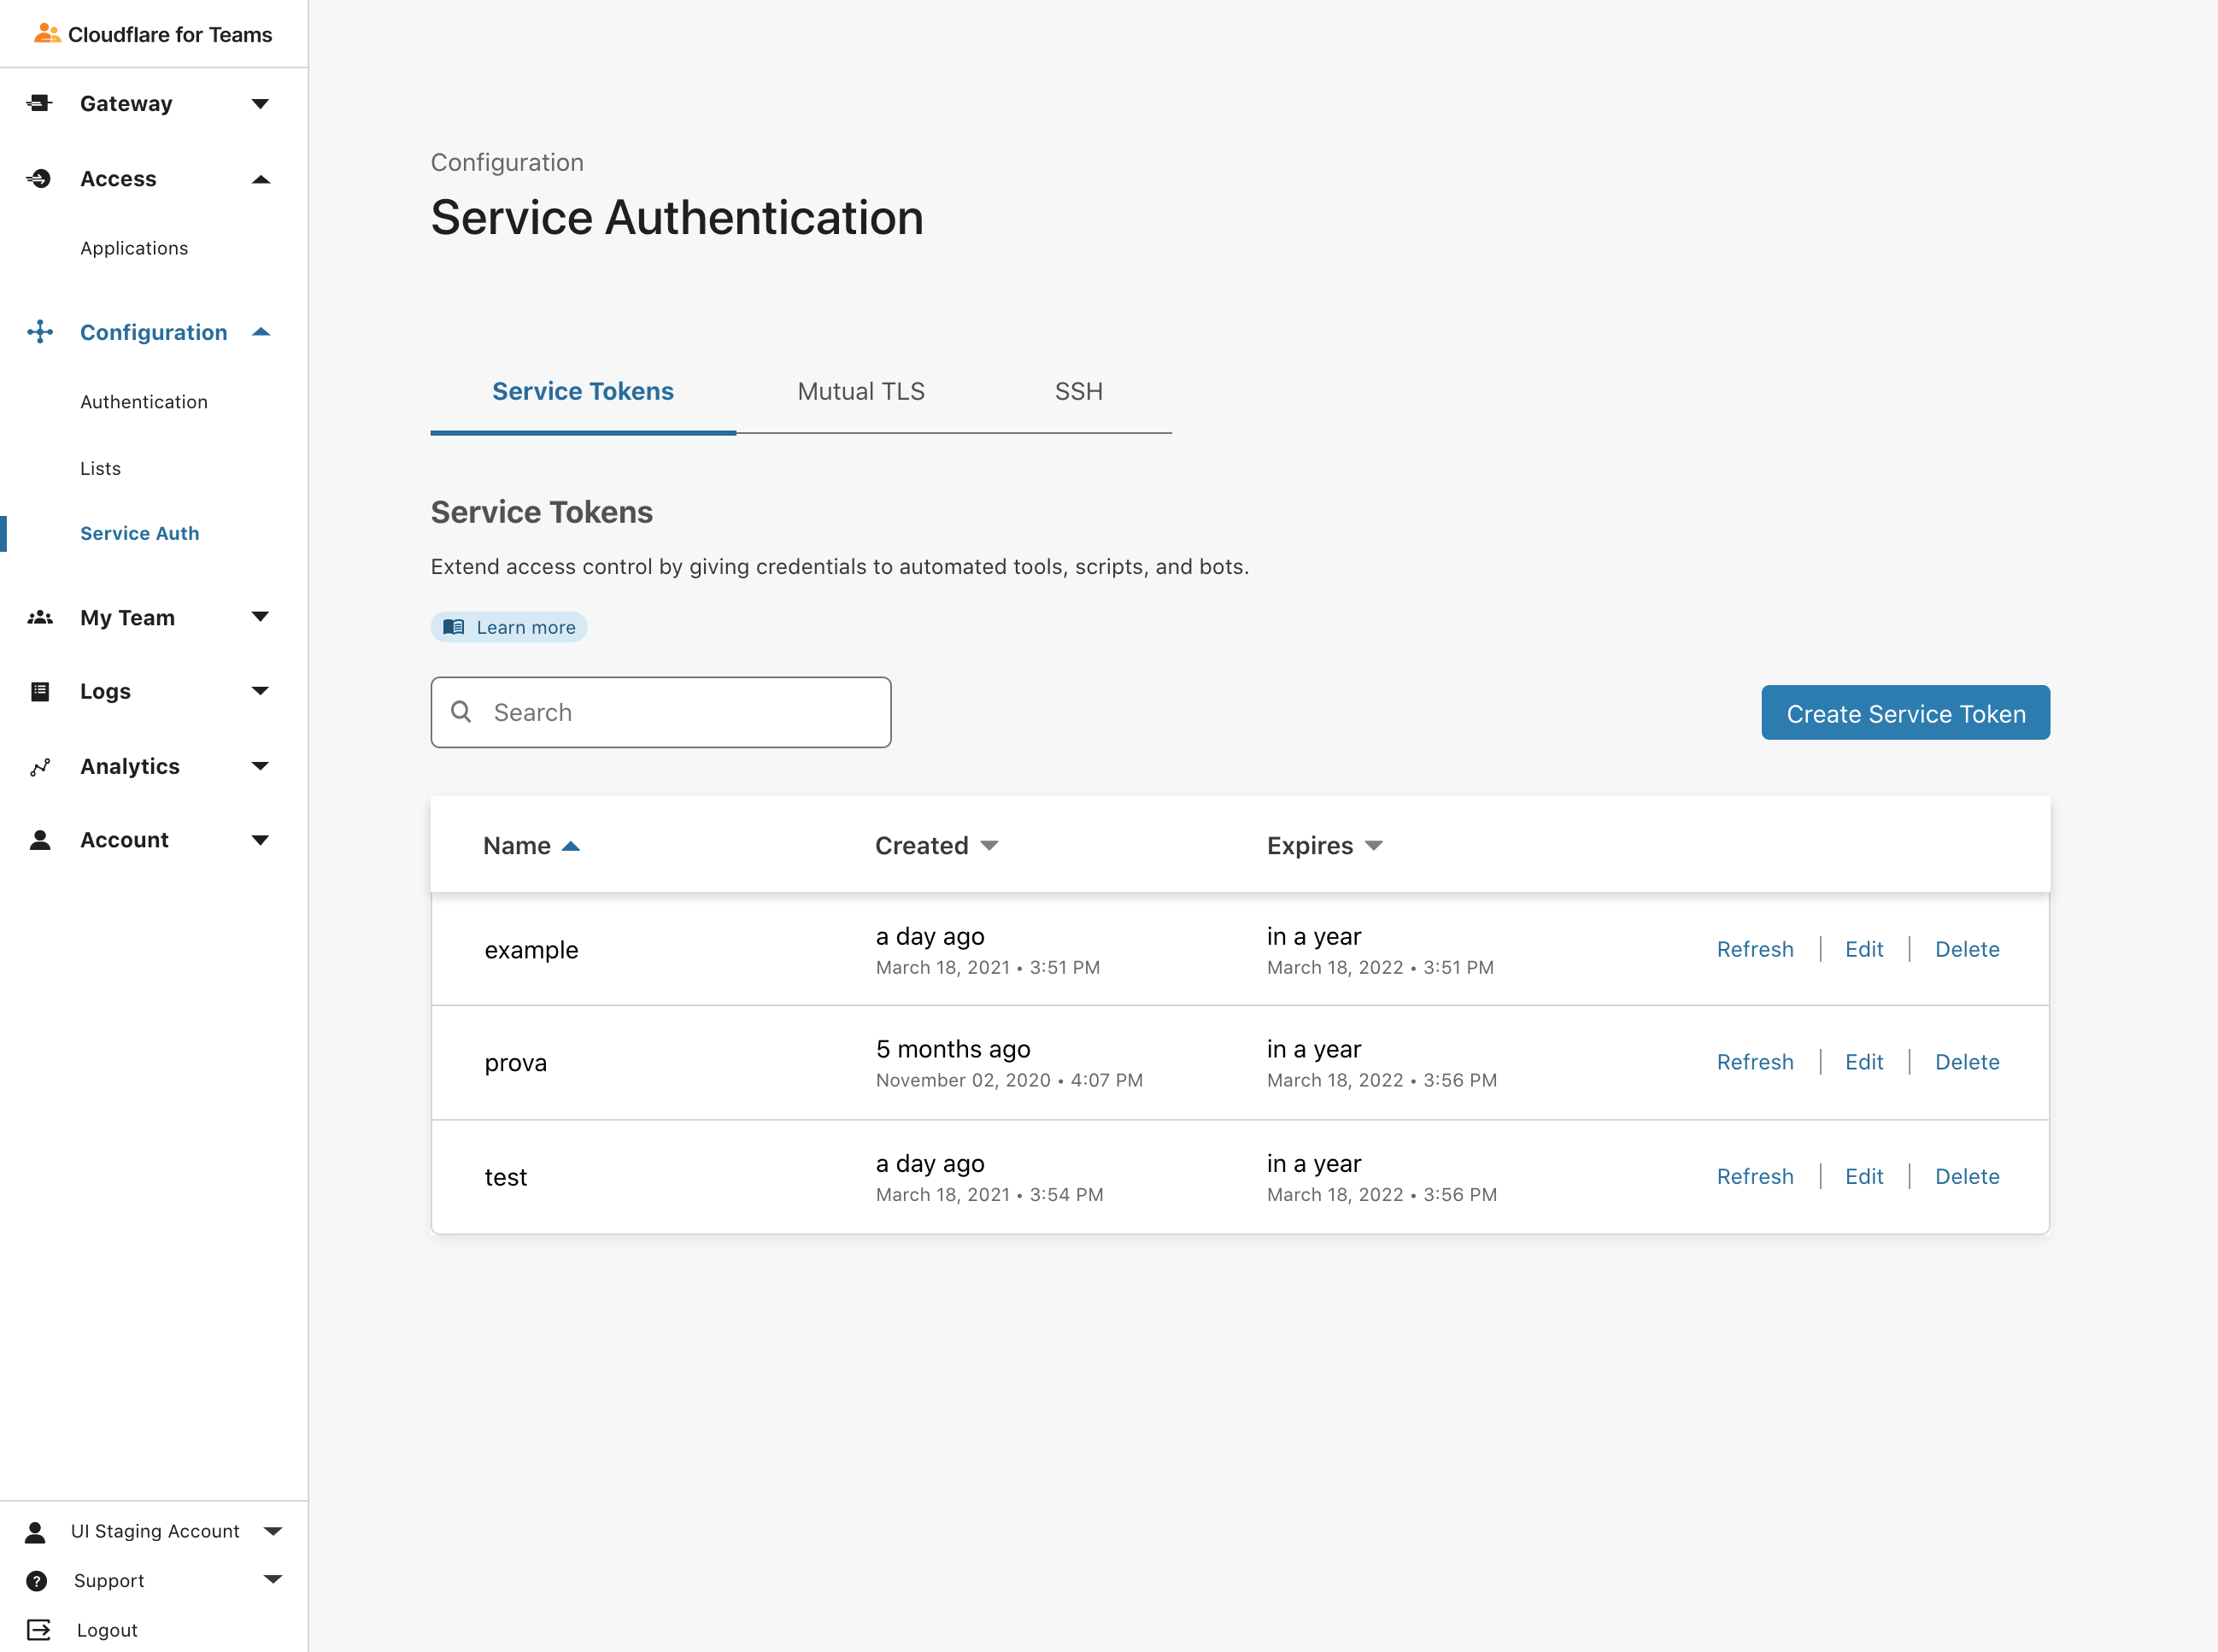 Cloudflare for Teams
Gateway
Access
Applications
Configuration
Authentication
Lists
Service Auth
My Team
Logs
Analytics
Account
UI Staging Account
Support
Logout
Configuration
Service Authentication
Service Tokens Mutual TLS SSH
Service Tokens
Extend access control by giving credentials to automated tools, scripts, and bots.
Learn more
Search
Create Service Token
Name Created Expires
example a day ago in a year Refresh | Edit | Delete
March 18, 2021 • 3:51 PM March 18, 2022 • 3:51 PM
prova 5 months ago in a year Refresh | Edit | Delete
November 02, 2020 • 4:07 PM March 18, 2022 • 3:56 PM
test a day ago in a year Refresh | Edit | Delete
March 18, 2021 • 3:54 PM March 18, 2022 • 3:56 PM